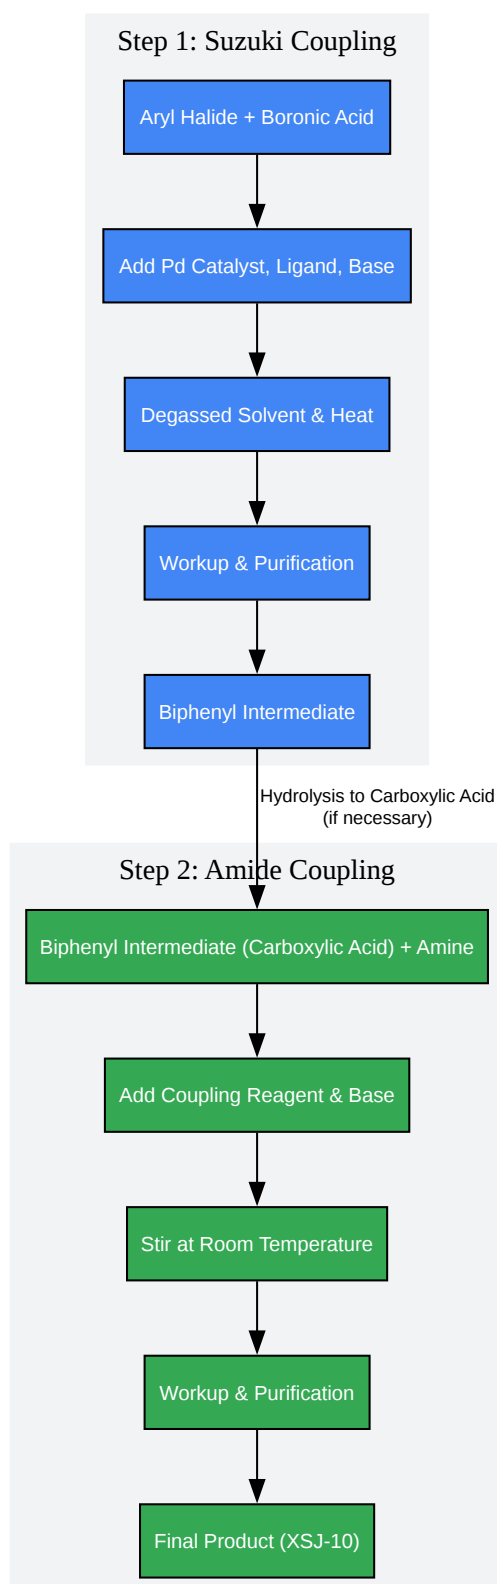 Step 1: Suzuki Coupling
Aryl Halide + Boronic Acid
Add Pd Catalyst, Ligand, Base
Degassed Solvent & Heat
Workup & Purification
Biphenyl Intermediate
Hydrolysis to Carboxylic Acid
(if necessary)
Step 2: Amide Coupling
Biphenyl Intermediate (Carboxylic Acid) + Amine
Add Coupling Reagent & Base
Stir at Room Temperature
Workup & Purification
Final Product (XSJ-10)